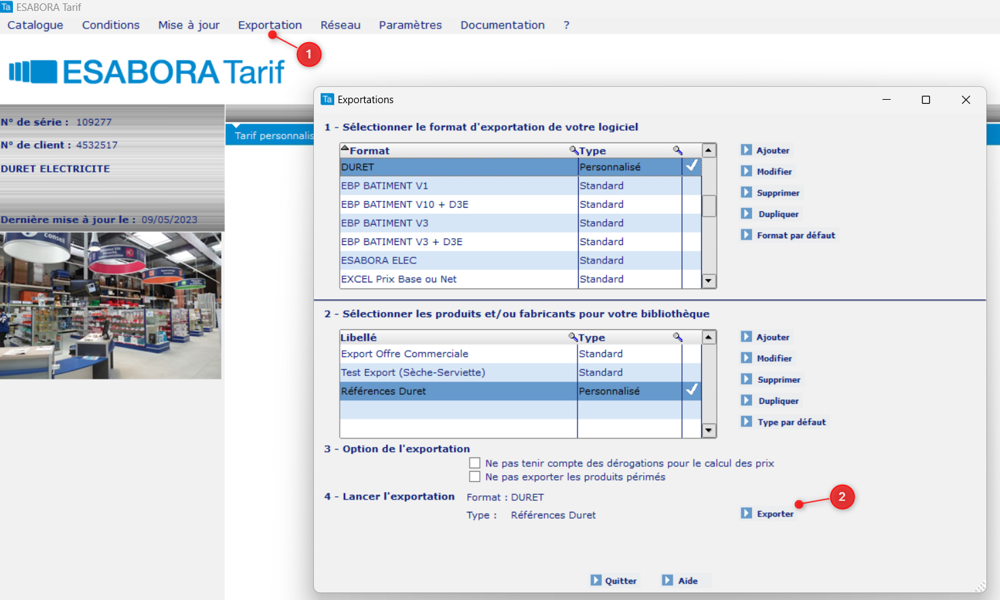 Ta ESABORA Tarif
Catalogue Conditions Mise à jour Exportation Réseau Paramètres Documentation ?
1
ESABORA Tarif
N° de série : 109277
N° de client : 4532517
DURET ELECTRICITE
Dernière mise à jour le : 09/05/2023
conseil
Tarif personnalis
Ta Exportations
1 - Sélectionner le format d'exportation de votre logiciel
Format Type
DURET Personnalisé
EBP BATIMENT V1 Standard
EBP BATIMENT V10 + D3E Standard
EBP BATIMENT V3 Standard
EBP BATIMENT V3 + D3E Standard
ESABORA ELEC Standard
EXCEL Prix Base ou Net Standard
Ajouter
Modifier
Supprimer
Dupliquer
Format par défaut
2 - Sélectionner les produits et/ou fabricants pour votre bibliothèque
Libellé Type
Export Offre Commerciale Standard
Test Export (Sèche-Serviette) Standard
Références Duret Personnalisé
Ajouter
Modifier
Supprimer
Dupliquer
Type par défaut
3 - Option de l'exportation
Ne pas tenir compte des dérogations pour le calcul des prix
Ne pas exporter les produits périmés
4 - Lancer l'exportation Format : DURET
2
Type : Références Duret Exporter
Quitter Aide